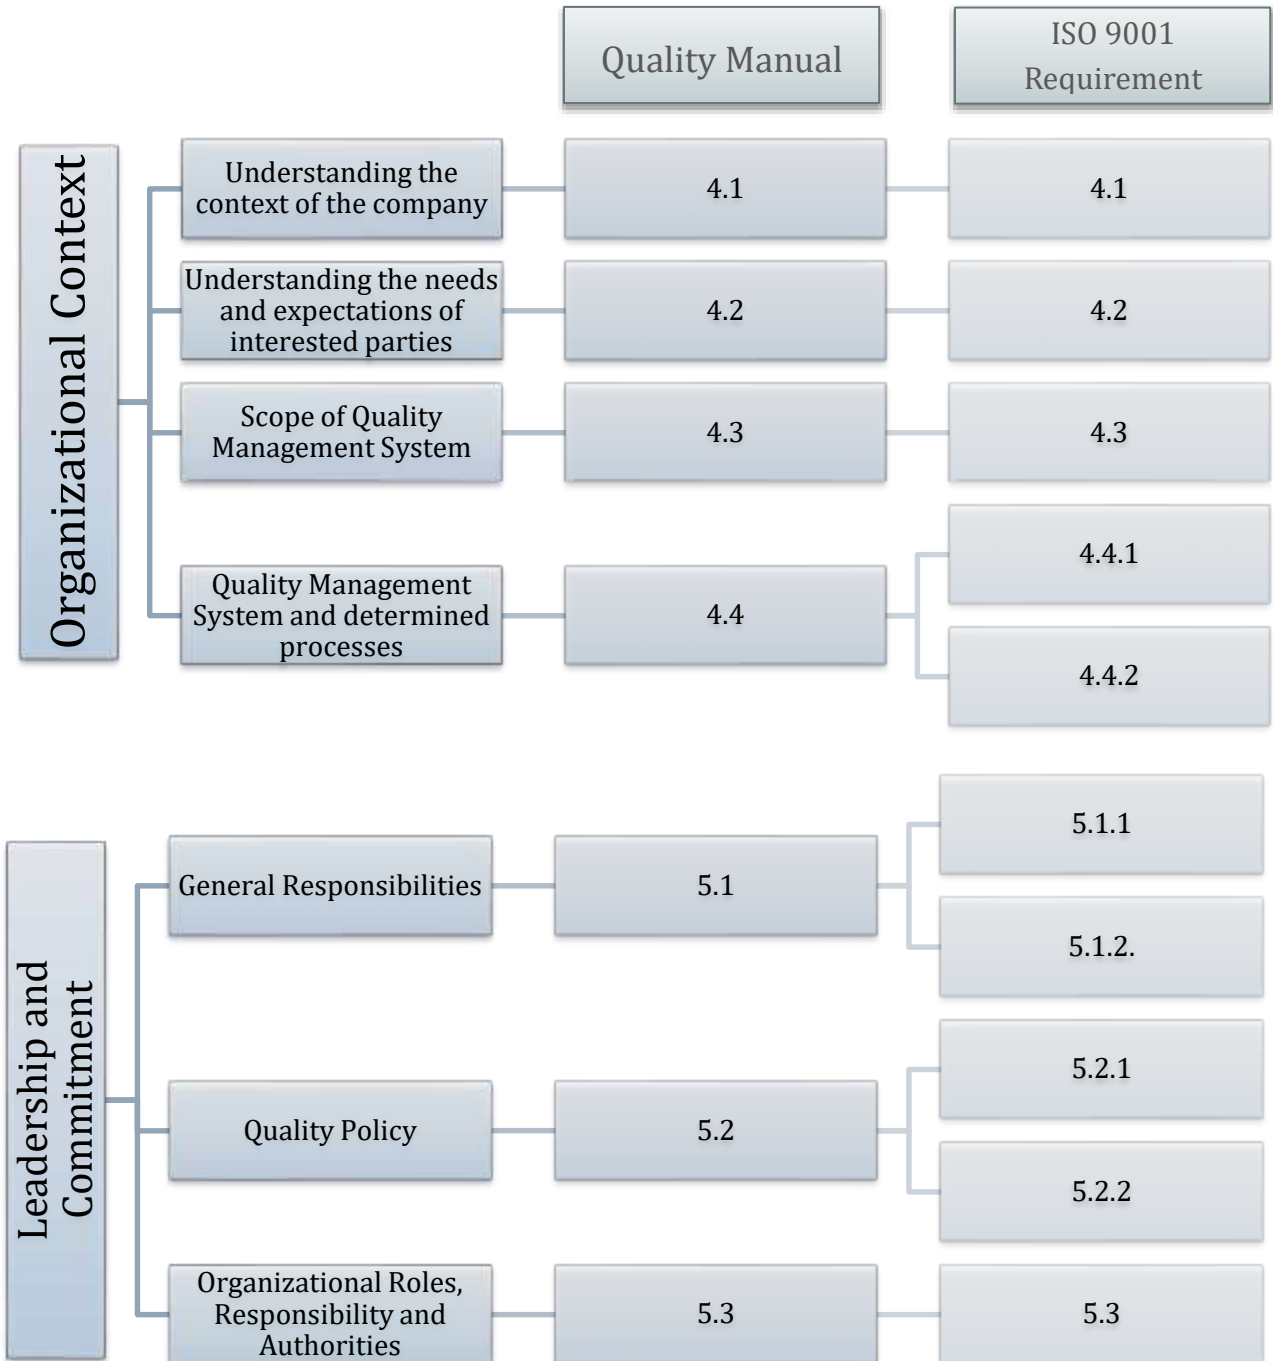 Quality Manual
ISO 9001
Requirement
Organizational Context
Understanding the
context of the company
4.1
4.1
Understanding the needs
and expectations of
interested parties
4.2
4.2
Scope of Quality
Management System
4.3
4.3
Quality Management
System and determined
processes
4.4
4.4.1
4.4.2
Leadership and
Commitment
General Responsibilities
5.1
5.1.1
5.1.2.
Quality Policy
5.2
5.2.1
5.2.2
Organizational Roles,
Responsibility and
Authorities
5.3
5.3